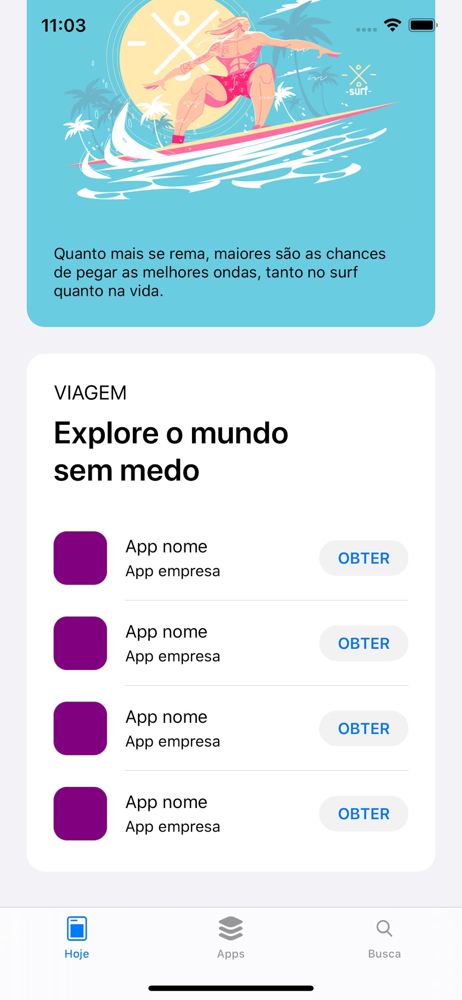 11:03
-surf-
Quanto mais se rema, maiores são as chances
de pegar as melhores ondas, tanto no surf
quanto na vida.
VIAGEM
Explore o mundo
sem medo
App nome
App empresa
OBTER
App nome
App empresa
OBTER
App nome
App empresa
OBTER
App nome
App empresa
OBTER
Hoje
Apps
Busca